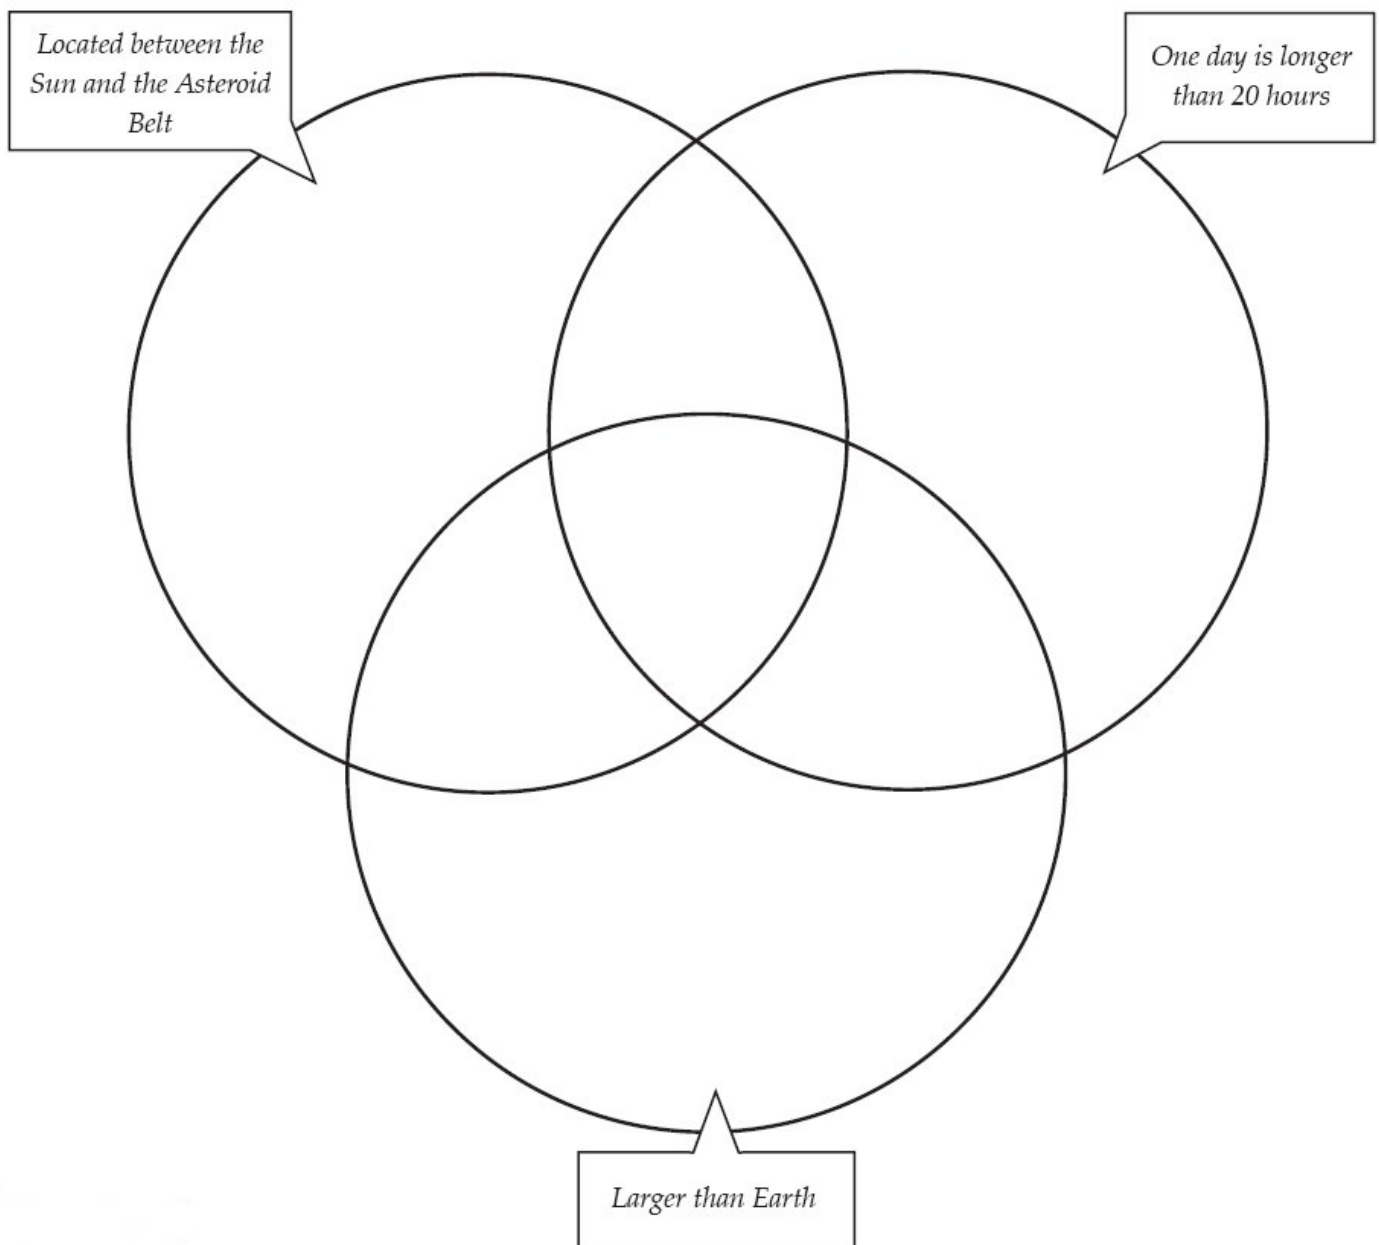 Located between the
Sun and the Asteroid
Belt
One day is longer
than 20 hours
Larger than Earth